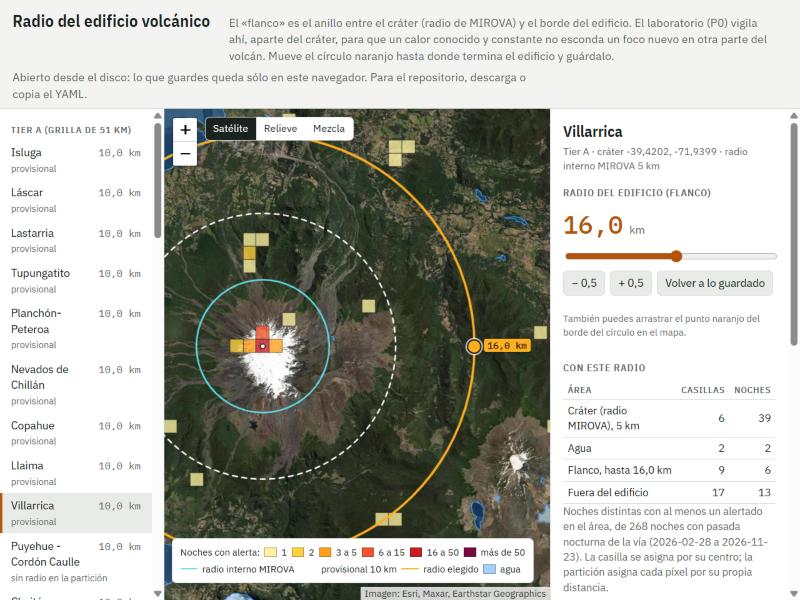 Radio del edificio volcánico
El «flanco» es el anillo entre el cráter (radio de MIROVA) y el borde del edificio. El laboratorio (P0) vigila
ahí, aparte del cráter, para que un calor conocido y constante no esconda un foco nuevo en otra parte del
volcán. Mueve el círculo naranjo hasta donde termina el edificio y guárdalo.
Abierto desde el disco: lo que guardes queda sólo en este navegador. Para el repositorio, descarga o
copia el YAML.
TIER A (GRILLA DE 51 KM)
Isluga 10,0 km
provisional
Láscar 10,0 km
provisional
Lastarria 10,0 km
provisional
Tupungatito 10,0 km
provisional
Planchón-
Peteroa 10,0 km
provisional
Nevados de
Chillán 10,0 km
provisional
Copahue 10,0 km
provisional
Llaima 10,0 km
provisional
Villarrica 10,0 km
provisional
Puyehue -
Cordón Caulle 10,0 km
sin radio en la partición
+
−
Satélite Relieve Mezcla
16,0 km
Noches con alerta: 1 2 3 a 5 6 a 15 16 a 50 más de 50
radio interno MIROVA provisional 10 km radio elegido agua
Imagen: Esri, Maxar, Earthstar Geographics
Villarrica
Tier A · cráter -39,4202, -71,9399 · radio
interno MIROVA 5 km
RADIO DEL EDIFICIO (FLANCO)
16,0 km
− 0,5 + 0,5 Volver a lo guardado
También puedes arrastrar el punto naranjo del
borde del círculo en el mapa.
CON ESTE RADIO
ÁREA CASILLAS NOCHES
Cráter (radio
MIROVA), 5 km 6 39
Agua 2 2
Flanco, hasta 16,0 km 9 6
Fuera del edificio 17 13
Noches distintas con al menos un alertado
en el área, de 268 noches con pasada
nocturna de la VJ (2026-02-28 a 2026-11-
23). La casilla se asigna por su centro; la
partición asigna cada píxel por su propia
distancia.